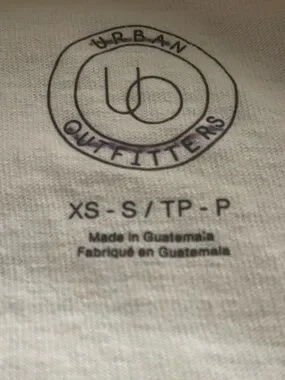 URBAN
UO
OUTFITTERS
XS - S / TP - P
Made in Guatemala
Fabriqué en Guatemala